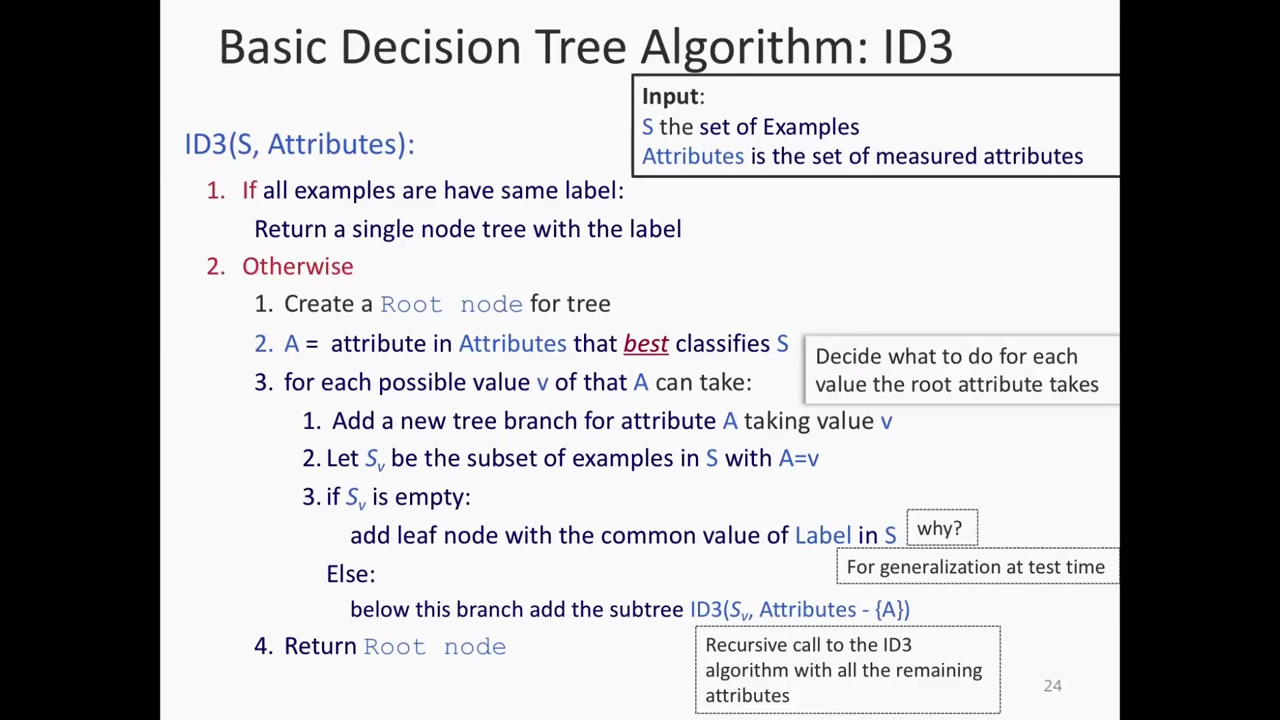 Basic Decision Tree Algorithm: ID3
Input:
S the set of Examples
Attributes is the set of measured attributes
ID3(S, Attributes):
1. If all examples are have same label:
Return a single node tree with the label
2. Otherwise
1. Create a Root node for tree
2. A = attribute in Attributes that best classifies S
Decide what to do for each
value the root attribute takes
3. for each possible value v of that A can take:
1. Add a new tree branch for attribute A taking value v
2. Let Sv be the subset of examples in S with A=v
3. if Sv is empty:
add leaf node with the common value of Label in S
why?
For generalization at test time
Else:
below this branch add the subtree ID3(Sv, Attributes - {A})
4. Return Root node
Recursive call to the ID3
algorithm with all the remaining
attributes
24